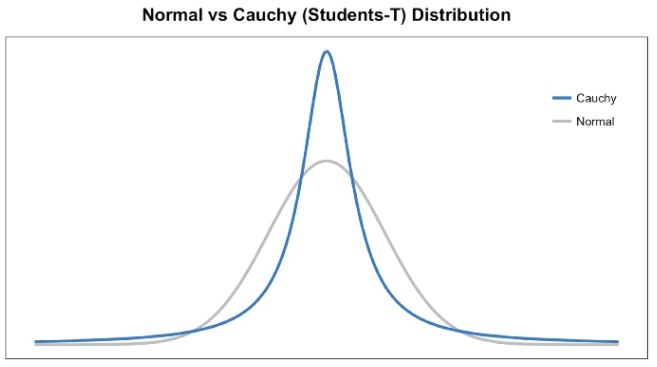 Normal vs Cauchy (Students-T) Distribution
Cauchy
Normal